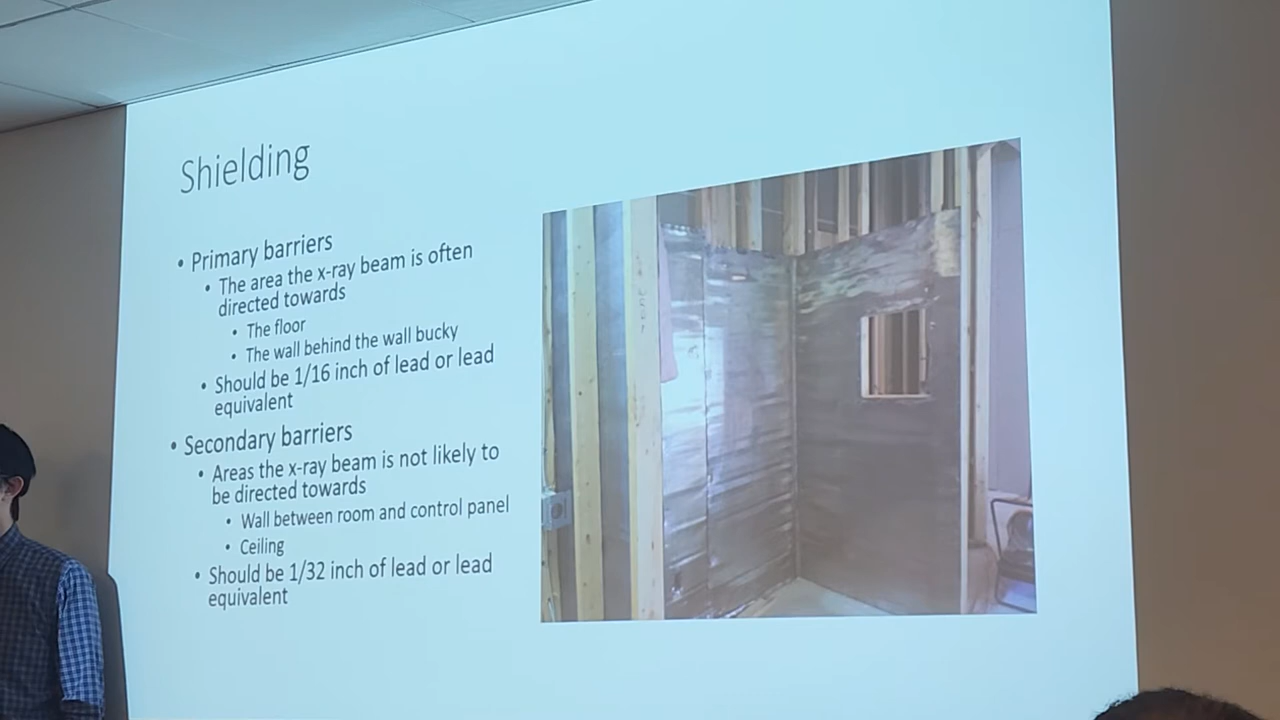 Shielding
• Primary barriers
• The area the x-ray beam is often
directed towards
• The floor
• The wall behind the wall bucky
• Should be 1/16 inch of lead or lead
equivalent
• Secondary barriers
• Areas the x-ray beam is not likely to
be directed towards
• Wall between room and control panel
• Ceiling
• Should be 1/32 inch of lead or lead
equivalent